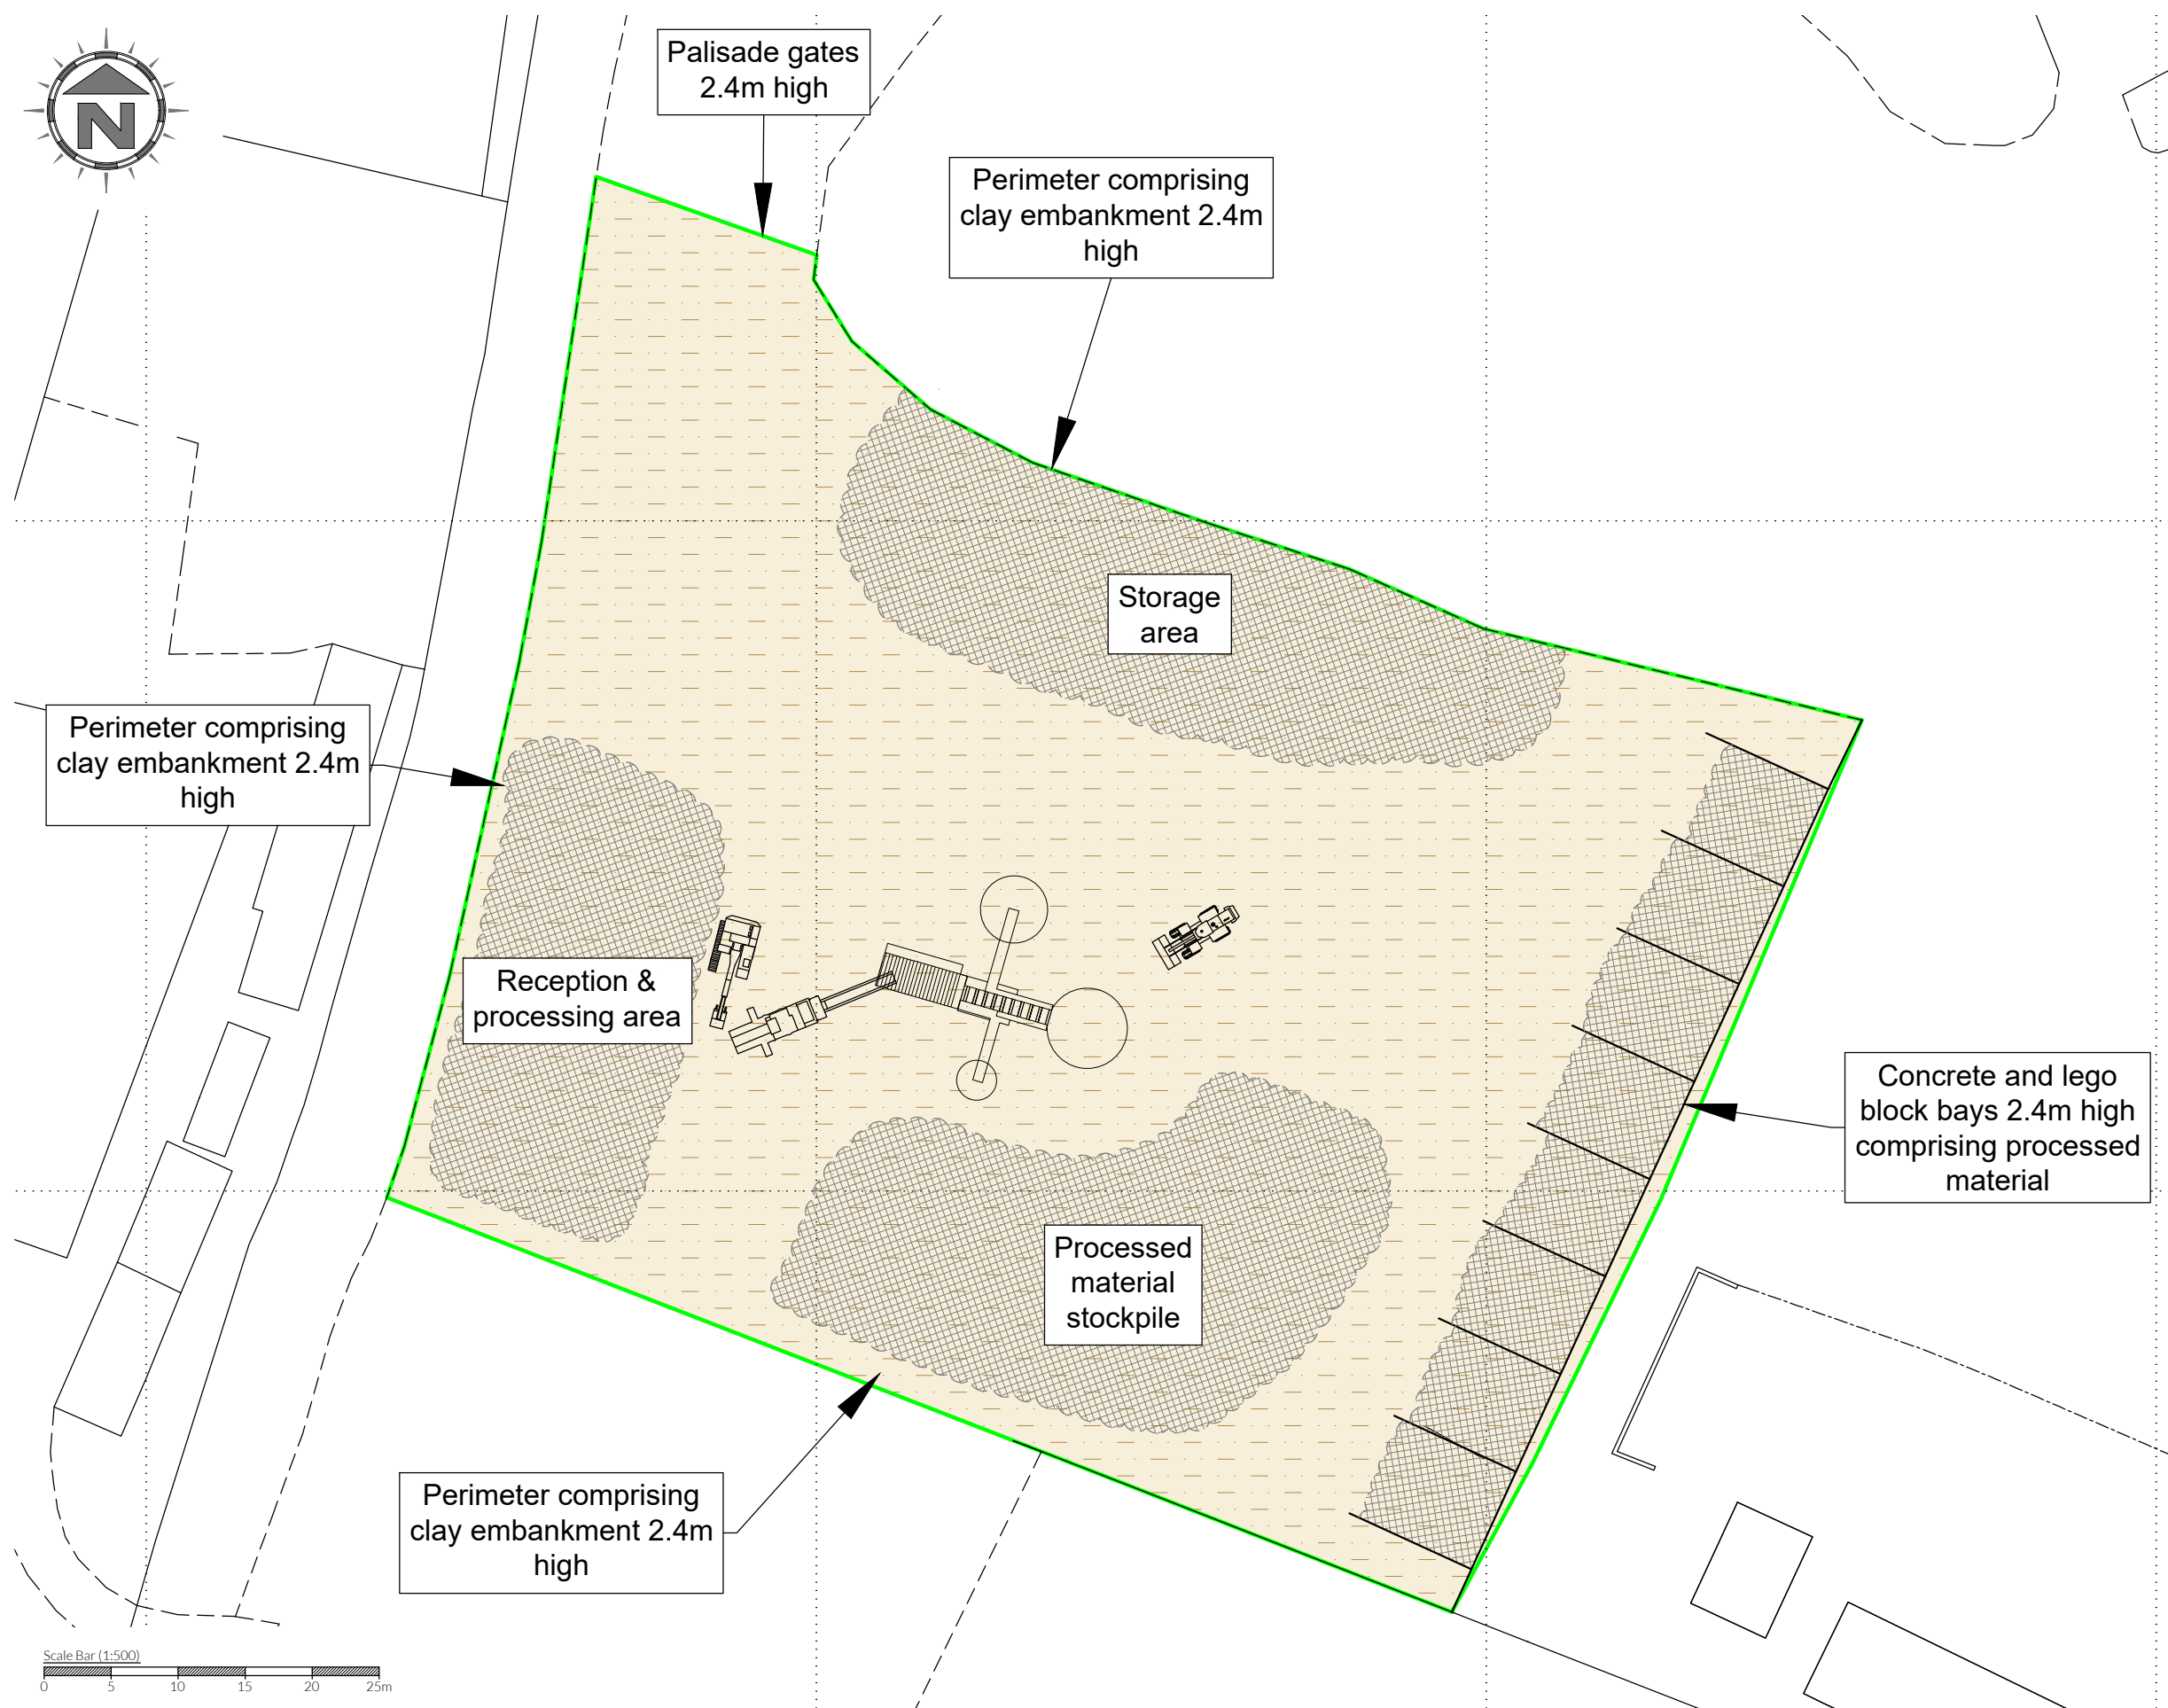 N
Palisade gates
2.4m high
Perimeter comprising
clay embankment 2.4m
high
Storage
area
Perimeter comprising
clay embankment 2.4m
high
Reception &
processing area
Concrete and lego
block bays 2.4m high
comprising processed
material
Processed
material
stockpile
Perimeter comprising
clay embankment 2.4m
high
Scale Bar (1:500)
0 5 10 15 20 25m